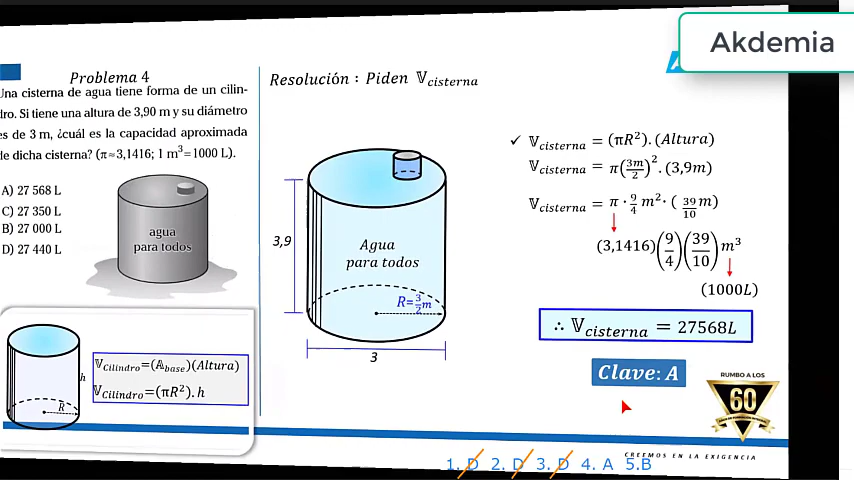 Akdemia
Problema 4
Una cisterna de agua tiene forma de un cilin-
dro. Si tiene una altura de 3,90 m y su diámetro
es de 3 m, ¿cuál es la capacidad aproximada
de dicha cisterna? (π≈3,1416; 1 m³=1000 L).
A) 27 568 L
C) 27 350 L
B) 27 000 L
D) 27 440 L
agua
para todos
h
R
𝕍Cilindro=(𝔸base)(Altura)
𝕍Cilindro=(πR²).h
Resolución : Piden 𝕍cisterna
3,9
Agua
para todos
R=3/2 m
3
✓ 𝕍cisterna = (πR²).(Altura)
𝕍cisterna = π(3m/2)².(3,9m)
𝕍cisterna = π · 9/4 m² · (39/10 m)
(3,1416)(9/4)(39/10)m³
(1000L)
∴ 𝕍cisterna = 27568L
Clave: A
RUMBO A LOS
60
CREEMOS EN LA EXIGENCIA
1. D 2. D 3. D 4. A 5.B